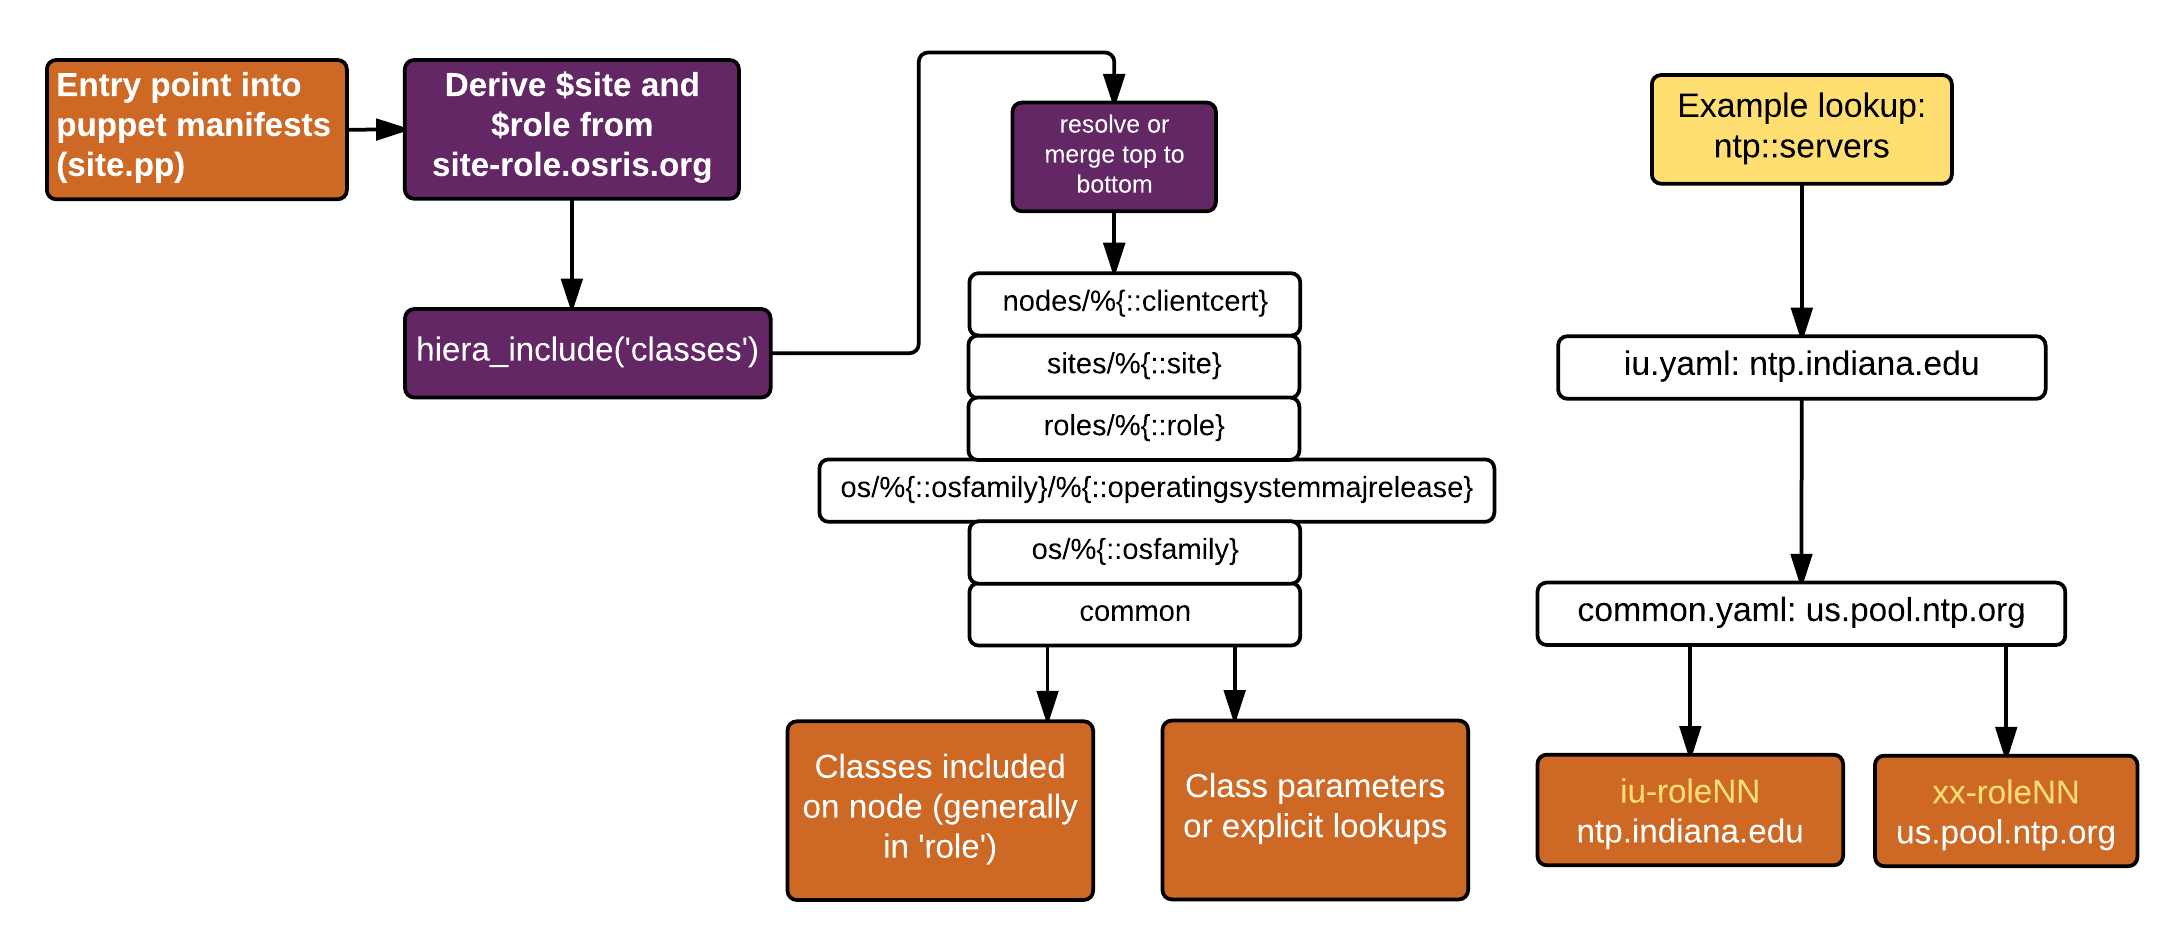 Entry point into
puppet manifests
(site.pp)
Derive $site and
$role from
site-role.osris.org
hiera_include('classes')
resolve or
merge top to
bottom
nodes/%{::clientcert}
sites/%{::site}
roles/%{::role}
os/%{::osfamily}/%{::operatingsystemmajrelease}
os/%{::osfamily}
common
Classes included
on node (generally
in 'role')
Class parameters
or explicit lookups
Example lookup:
ntp::servers
iu.yaml: ntp.indiana.edu
common.yaml: us.pool.ntp.org
iu-roleNN
ntp.indiana.edu
xx-roleNN
us.pool.ntp.org